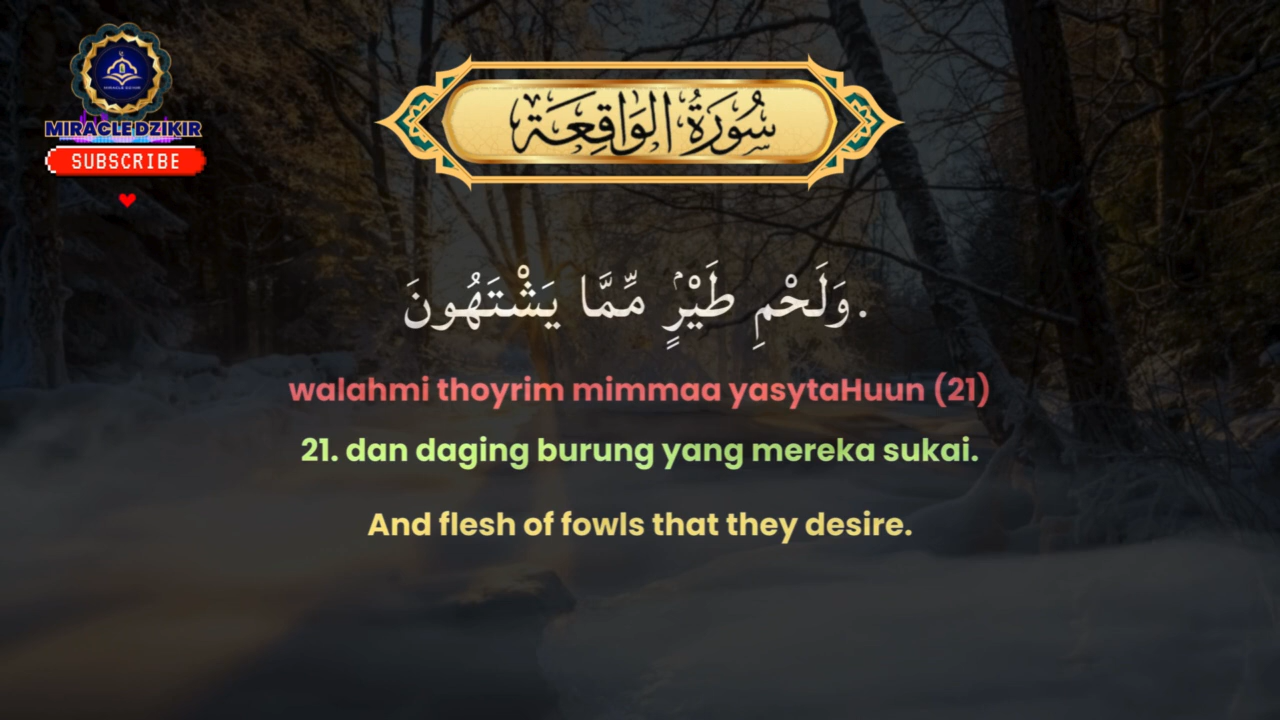 MIRACLE DZIKIR
SUBSCRIBE
سُورَةُ الْوَاقِعَة
وَلَحْمِ طَيْرٍۢ مِّمَّا يَشْتَهُونَ.
walahmi thoyrim mimmaa yasytaHuun (21)
21. dan daging burung yang mereka sukai.
And flesh of fowls that they desire.